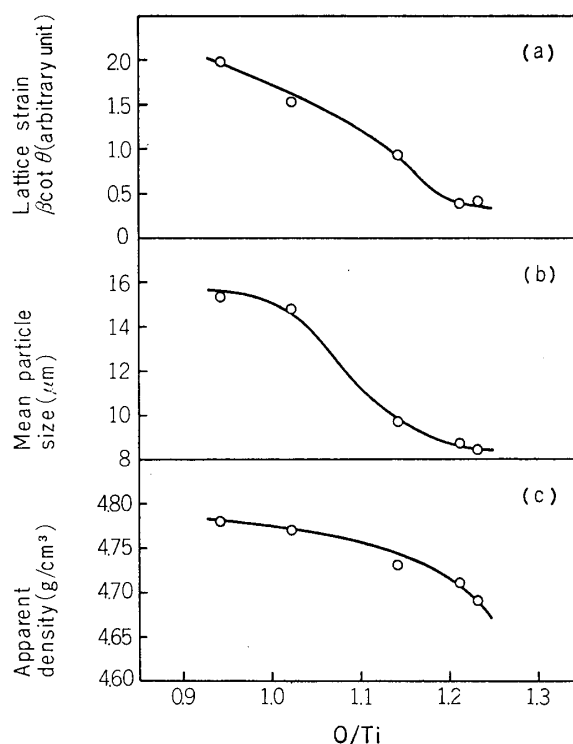 (a)
Lattice strain
βcot θ(arbitrary unit)
2.0
1.5
1.0
0.5
0
(b)
Mean particle
size (μm)
16
14
12
10
8
(c)
Apparent
density (g/cm³)
4.80
4.75
4.70
4.65
4.60
0.9 1.0 1.1 1.2 1.3
O/Ti